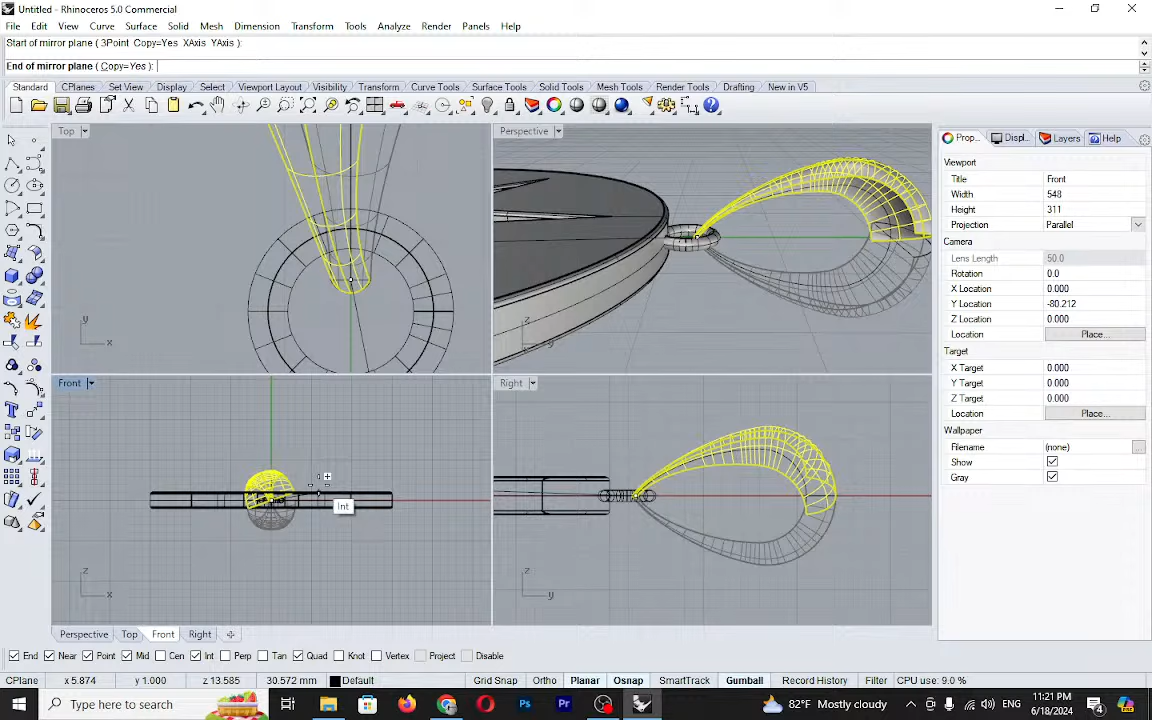 Untitled - Rhinoceros 5.0 Commercial
File Edit View Curve Surface Solid Mesh Dimension Transform Tools Analyze Render Panels Help
Start of mirror plane ( 3Point Copy=Yes XAxis YAxis ):
End of mirror plane ( Copy=Yes ):
Standard CPlanes Set View Display Select Viewport Layout Visibility Transform Curve Tools Surface Tools Solid Tools Mesh Tools Render Tools Drafting New in V5
Top
Perspective
Prop... Displ... Layers Help
Viewport
Title Front
Width 548
Height 311
Projection Parallel
Camera
Lens Length 50.0
Rotation 0.0
X Location 0.000
Y Location -80.212
Z Location 0.000
Location Place...
Target
X Target 0.000
Y Target 0.000
Z Target 0.000
Location Place...
Wallpaper
Filename (none) ...
Show
Gray
y
x
z
y
Front
Right
Int
z
x
z
y
Perspective Top Front Right
End Near Point Mid Cen Int Perp Tan Quad Knot Vertex Project Disable
CPlane x 5.874 y 1.000 z 13.585 30.572 mm Default Grid Snap Ortho Planar Osnap SmartTrack Gumball Record History Filter CPU use: 9.0 %
Type here to search
Ps Pr
82°F Mostly cloudy
11:21 PM
6/18/2024
4